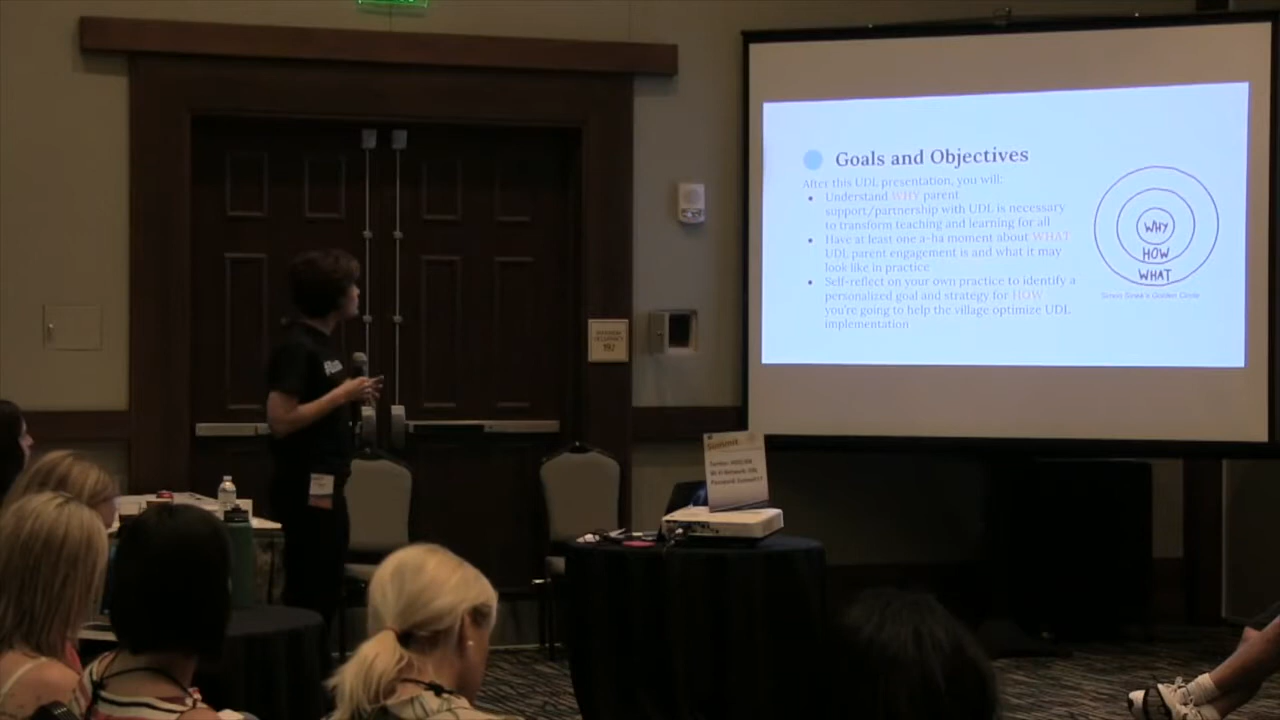 Goals and Objectives
After this UDL presentation, you will:
• Understand WHY parent
support/partnership with UDL is necessary
to transform teaching and learning for all
• Have at least one a-ha moment about WHAT
UDL parent engagement is and what it may
look like in practice
• Self-reflect on your own practice to identify a
personalized goal and strategy for HOW
you're going to help the village optimize UDL
implementation
WHY
HOW
WHAT
Simon Sinek's Golden Circle
Summit